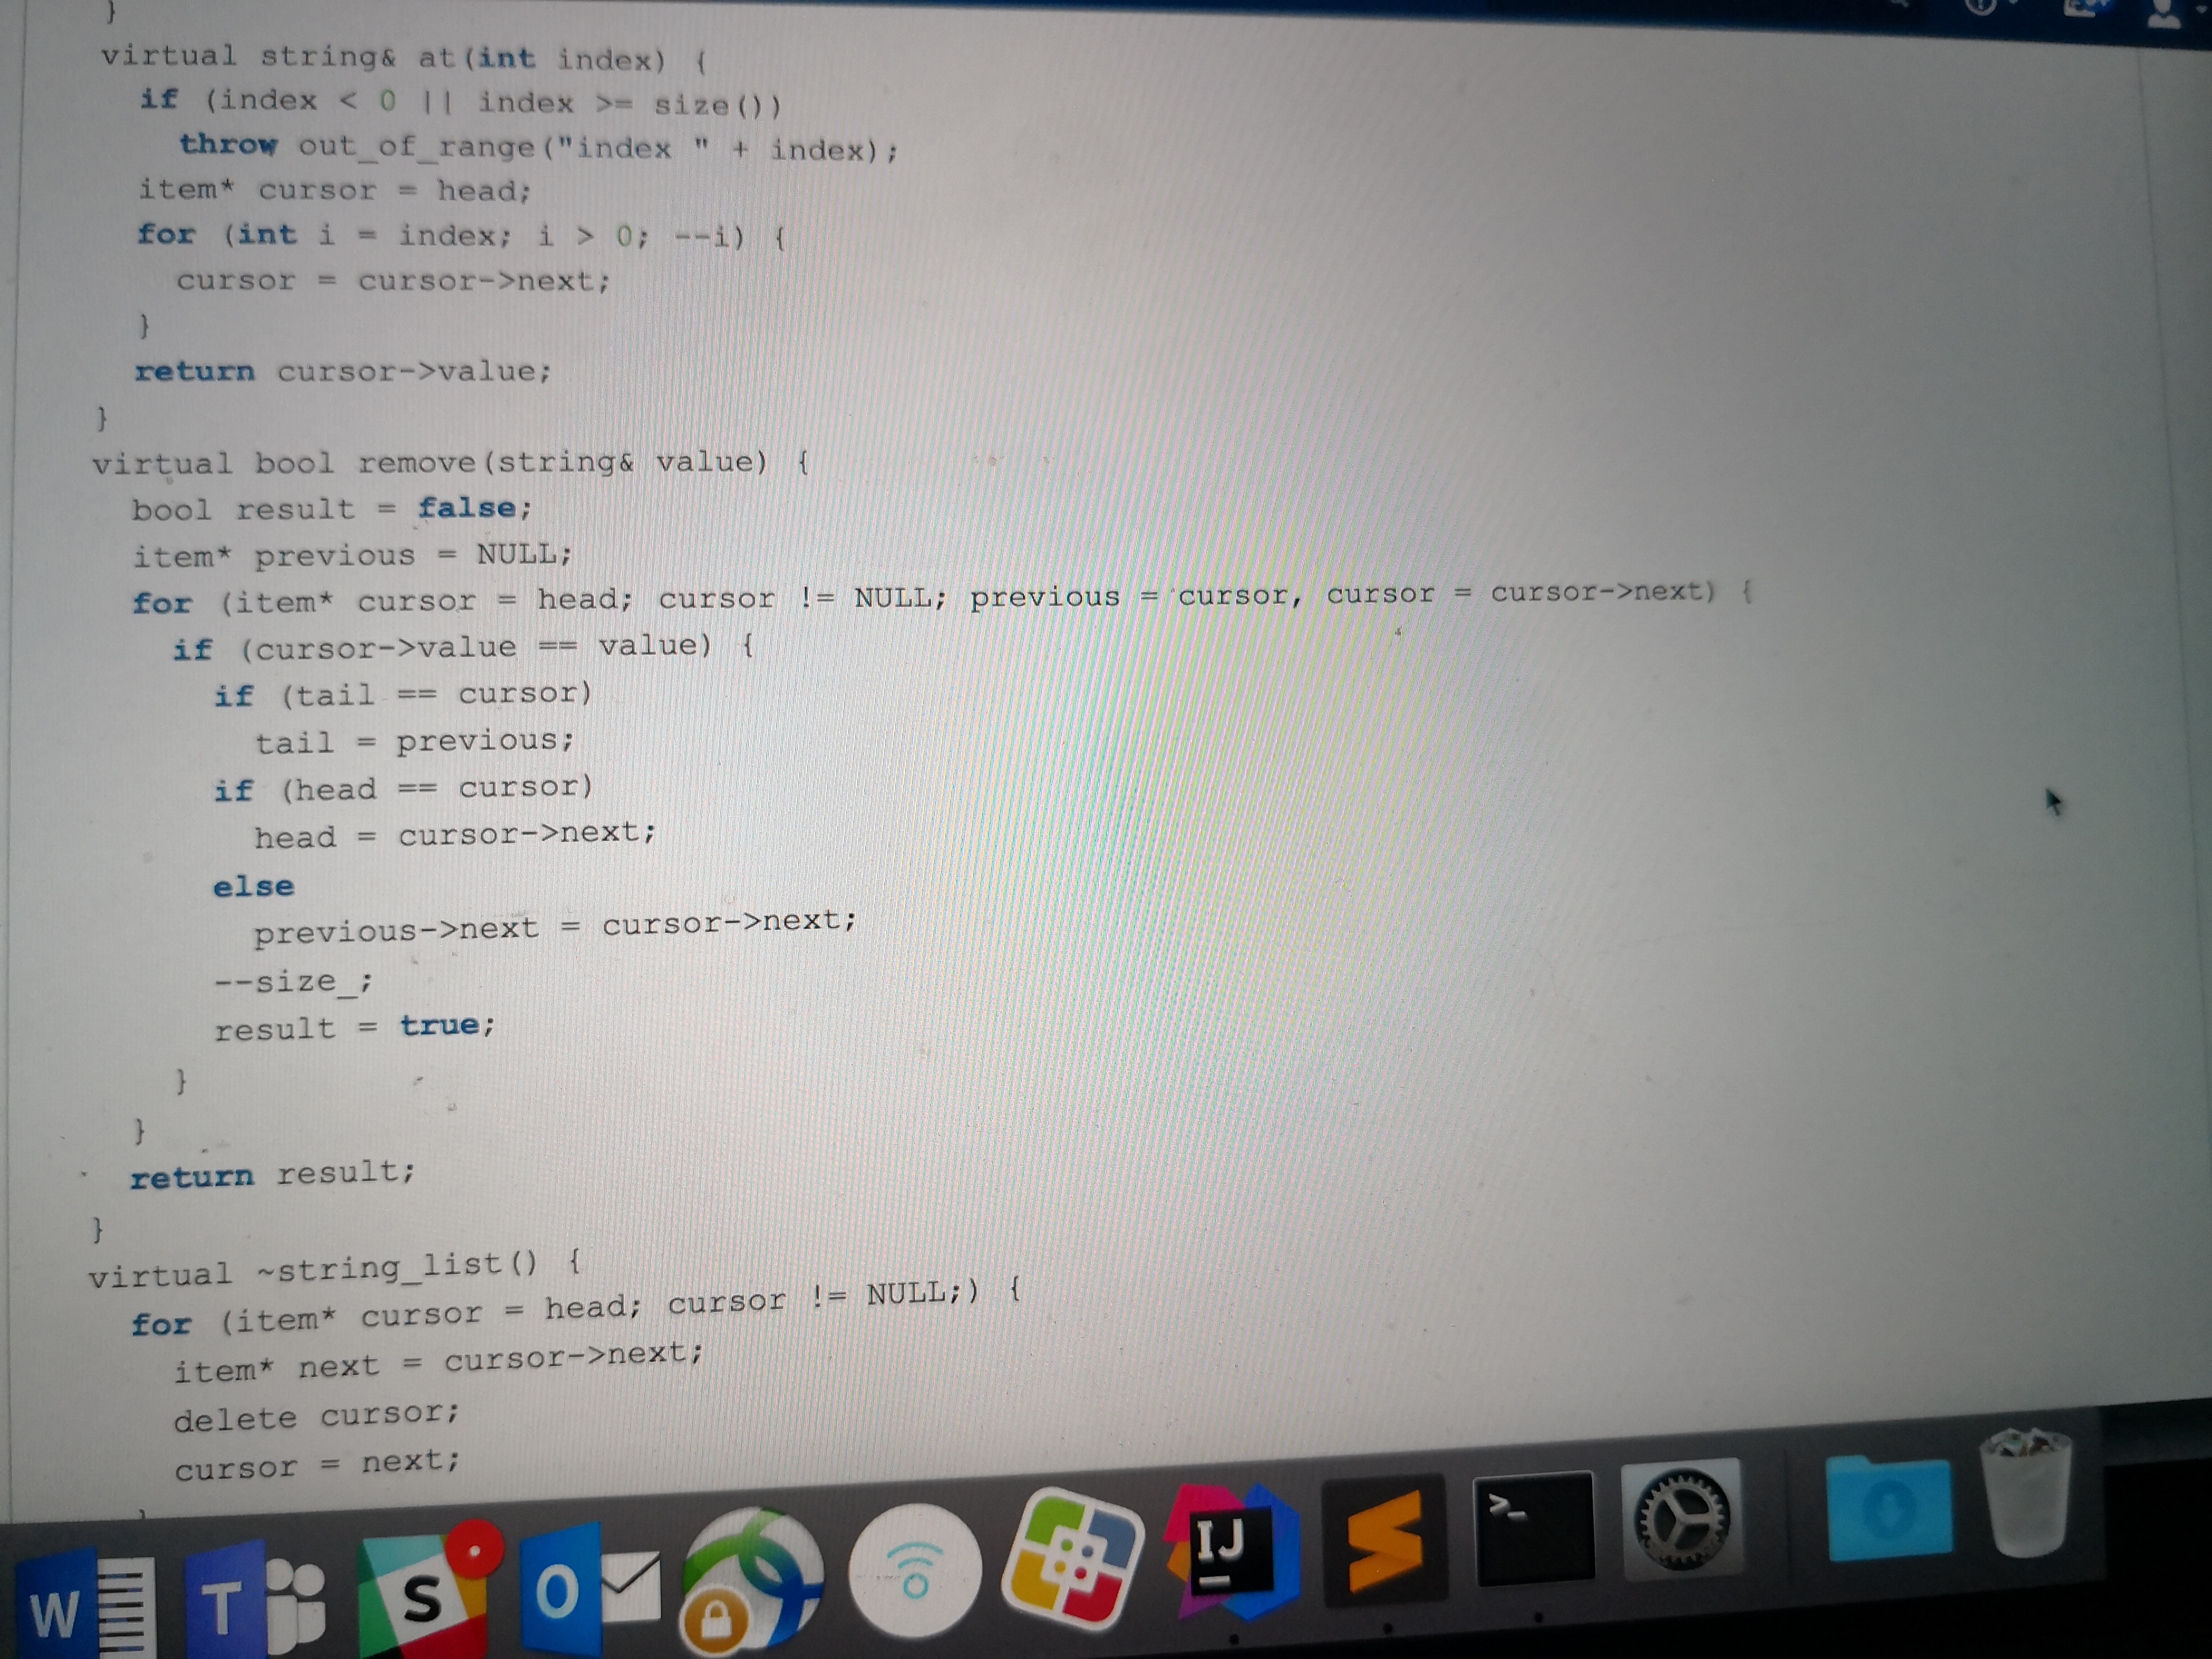 }
virtual string& at(int index) {
if (index < 0 || index >= size())
throw out_of_range("index " + index);
item* cursor = head;
for (int i = index; i > 0; --i) {
cursor = cursor->next;
}
return cursor->value;
}
virtual bool remove(string& value) {
bool result = false;
item* previous = NULL;
for (item* cursor = head; cursor != NULL; previous = cursor, cursor = cursor->next) {
if (cursor->value == value) {
if (tail == cursor)
tail = previous;
if (head == cursor)
head = cursor->next;
else
previous->next = cursor->next;
--size_;
result = true;
}
}
return result;
}
virtual ~string_list() {
for (item* cursor = head; cursor != NULL;) {
item* next = cursor->next;
delete cursor;
cursor = next;
W T S O IJ >_